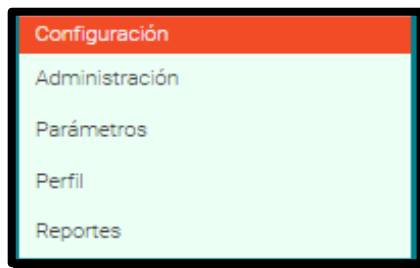 Configuración
Administración
Parámetros
Perfil
Reportes